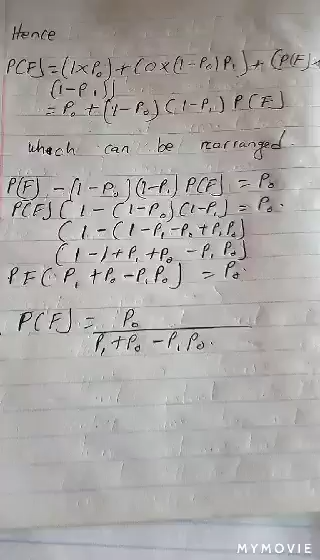 Hence
P(F) = (1×P₀) + (0×(1-P₀)P₁) + (P(F)
(1-P₁))
= P₀ + (1-P₀)(1-P₁) P(F)
which can be rearranged.
P(F) - (1-P₀)(1-P₁) P(F) = P₀
P(F) (1 - (1-P₀)(1-P₁) = P₀.
(1 - (1-P₁-P₀+P₁P₀)
(1-1+P₁+P₀-P₁P₀)
PF(P₁+P₀-P₁P₀) = P₀.
P(F) = P₀
P₁+P₀-P₁P₀.
MYMOVIE